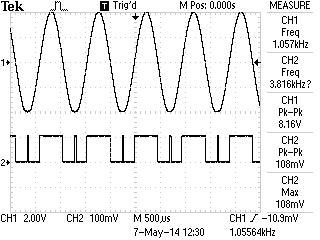 Tek T Trig'd M Pos: 0.000s MEASURE
CH1
Freq
1.057kHz
CH2
Freq
3.816kHz?
CH1
Pk-Pk
8.16V
CH2
Pk-Pk
108mV
CH2
Max
108mV
1
2
CH1 2.00V CH2 100mV M 500µs CH1 / -10.9mV
7-May-14 12:30 1.05564kHz